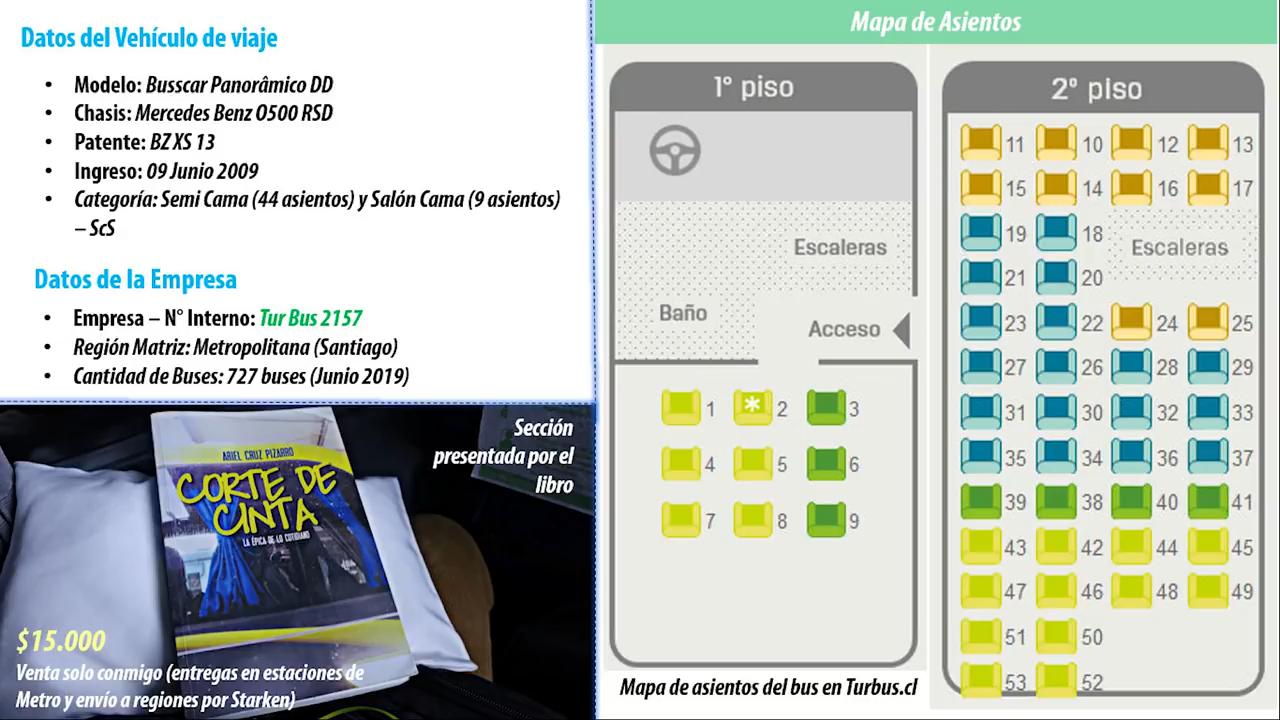 Datos del Vehículo de viaje
• Modelo: Busscar Panorâmico DD
• Chasis: Mercedes Benz O500 RSD
• Patente: BZ XS 13
• Ingreso: 09 Junio 2009
• Categoría: Semi Cama (44 asientos) y Salón Cama (9 asientos)
– ScS
Datos de la Empresa
• Empresa – N° Interno: Tur Bus 2157
• Región Matriz: Metropolitana (Santiago)
• Cantidad de Buses: 727 buses (Junio 2019)
Sección
presentada por el
libro
ARIEL CRUZ PIZARRO
CORTE DE
CINTA
LA ÉPICA DE LO COTIDIANO
$15.000
Venta solo conmigo (entregas en estaciones de
Metro y envío a regiones por Starken)
Mapa de Asientos
1º piso
Escaleras
Baño
Acceso
1 * 2 3
4 5 6
7 8 9
Mapa de asientos del bus en Turbus.cl
2º piso
11 10 12 13
15 14 16 17
19 18 Escaleras
21 20
23 22 24 25
27 26 28 29
31 30 32 33
35 34 36 37
39 38 40 41
43 42 44 45
47 46 48 49
51 50
53 52